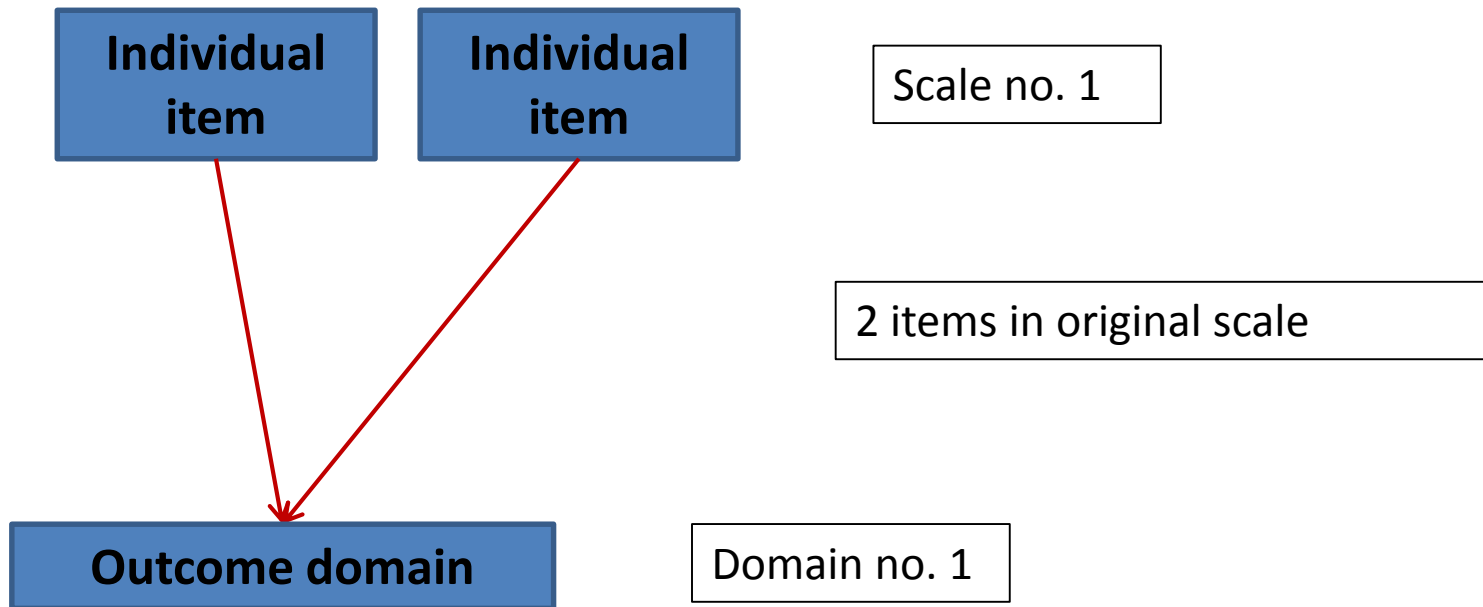 Individual
item
Individual
item
Scale no. 1
2 items in original scale
Outcome domain
Domain no. 1